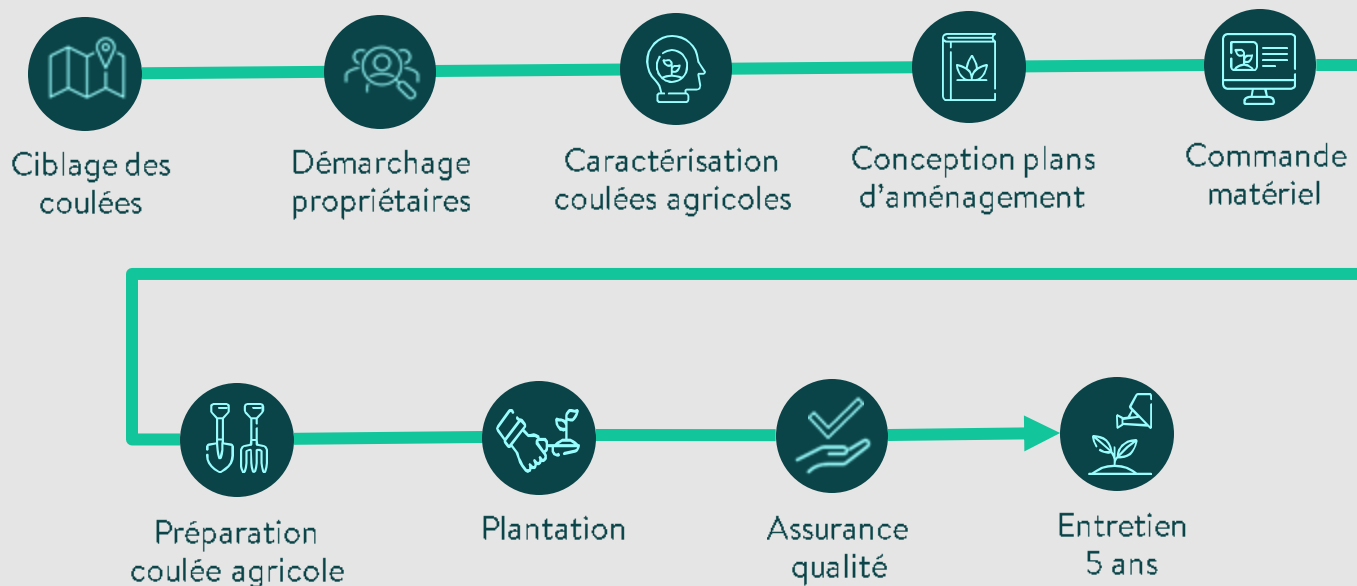 Ciblage des
coulées
Démarchage
propriétaires
Caractérisation
coulées agricoles
Conception plans
d'aménagement
Commande
matériel
Préparation
coulée agricole
Plantation
Assurance
qualité
Entretien
5 ans